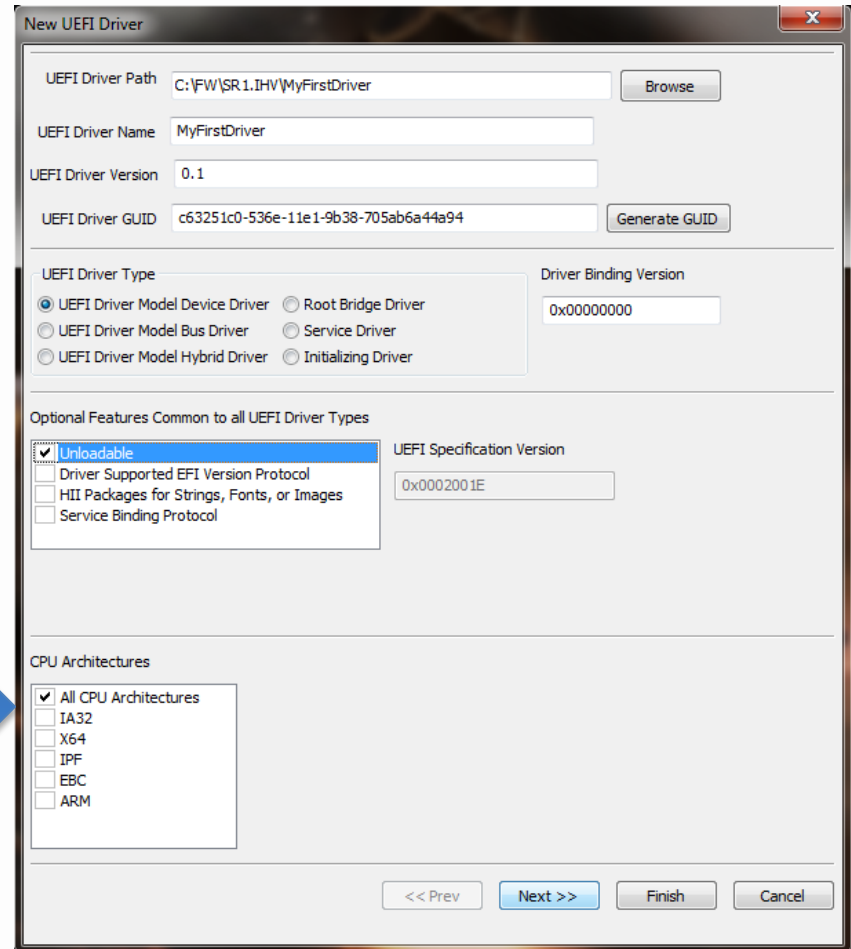 New UEFI Driver
x
UEFI Driver Path C:\FW\SR1.IHV\MyFirstDriver Browse
UEFI Driver Name MyFirstDriver
UEFI Driver Version 0.1
UEFI Driver GUID c63251c0-536e-11e1-9b38-705ab6a44a94 Generate GUID
UEFI Driver Type
UEFI Driver Model Device Driver Root Bridge Driver
UEFI Driver Model Bus Driver Service Driver
UEFI Driver Model Hybrid Driver Initializing Driver
Driver Binding Version
0x00000000
Optional Features Common to all UEFI Driver Types
Unloadable
Driver Supported EFI Version Protocol
HII Packages for Strings, Fonts, or Images
Service Binding Protocol
UEFI Specification Version
0x0002001E
CPU Architectures
All CPU Architectures
IA32
X64
IPF
EBC
ARM
<< Prev Next >> Finish Cancel